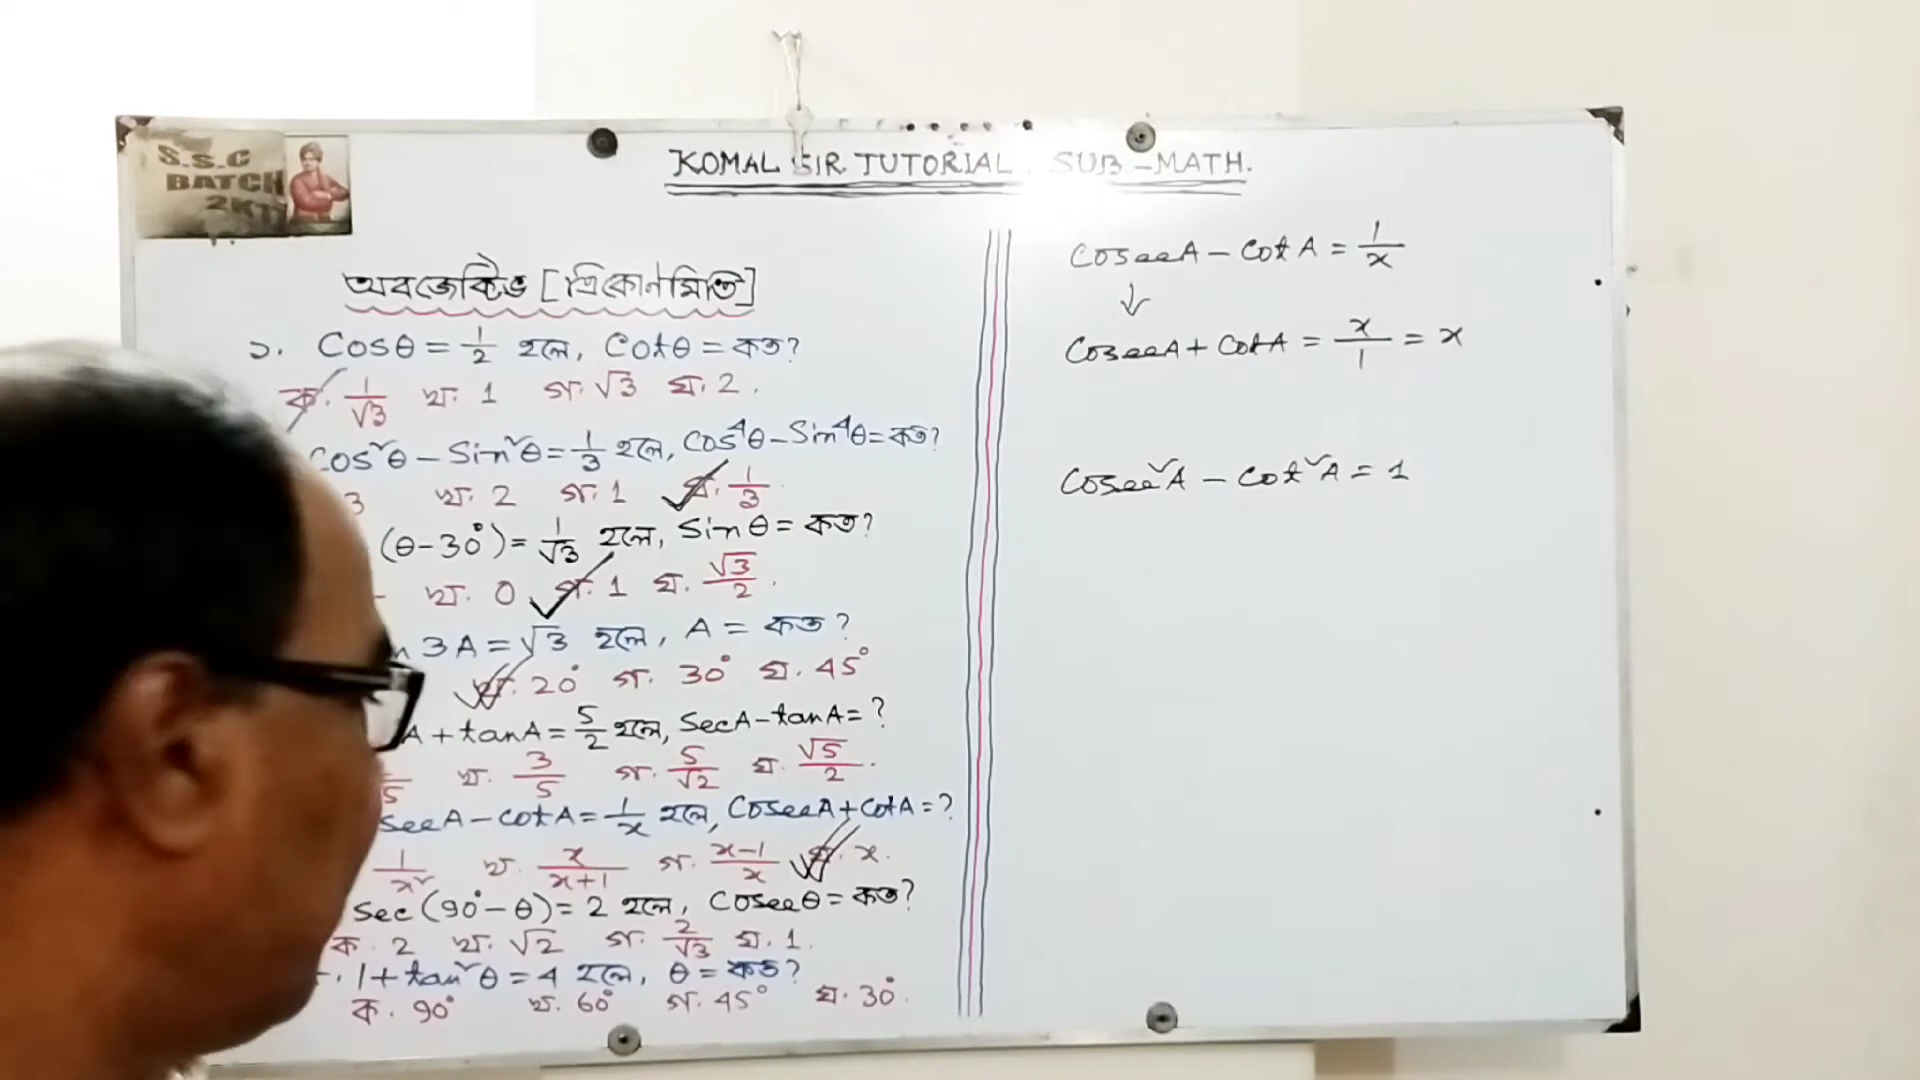 S.S.C
BATCH
KOMAL SIR TUTORIAL, SUB-MATH.
অবজেক্টিভ [ত্রিকোণমিতি]
১. Cosθ = 1/2 হলে, Cotθ = কত?
ক. 1/√3 খ. 1 গ. √3 ঘ. 2.
Cos²θ - Sin²θ = 1/3 হলে, Cos⁴θ - Sin⁴θ = কত?
3 খ. 2 গ. 1 ঘ. 1/3
(θ-30°) = 1/√3 হলে, Sinθ = কত?
খ. 0 গ. 1 ঘ. √3/2.
3A = √3 হলে, A = কত?
খ. 20° গ. 30° ঘ. 45°
A + tanA = 5/2 হলে, SecA - tanA = ?
5 খ. 3/5 গ. 5/√2 ঘ. √5/2.
secA - cotA = 1/x হলে, CosecA + CotA = ?
1/x² খ. x/x+1 গ. x-1/x ঘ. x.
Sec (90° - θ) = 2 হলে, Cosecθ = কত?
ক. 2 খ. √2 গ. 2/√3 ঘ. 1.
1 + tan²θ = 4 হলে, θ = কত?
ক. 90° খ. 60° গ. 45° ঘ. 30°.
CosecA - CotA = 1/x
↓
CosecA + CotA = x/1 = x
Cosec²A - Cot²A = 1